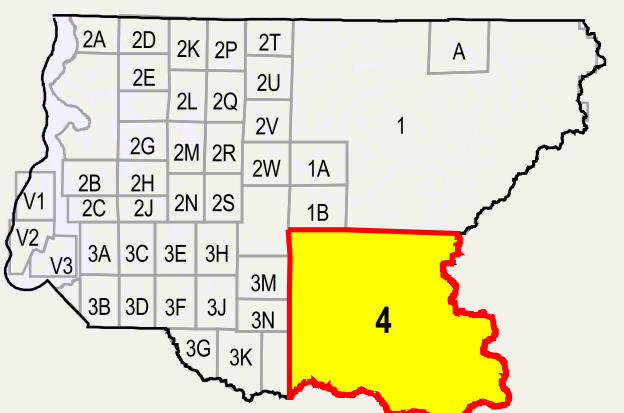 2A 2D 2K 2P 2T A
2E 2L 2Q 2U 1
2G 2M 2R 2V
2B 2H 2N 2S 2W 1A
V1 2C 2J 1B
V2 V3 3A 3C 3E 3H
3B 3D 3F 3J 3M 4
3N
3G 3K